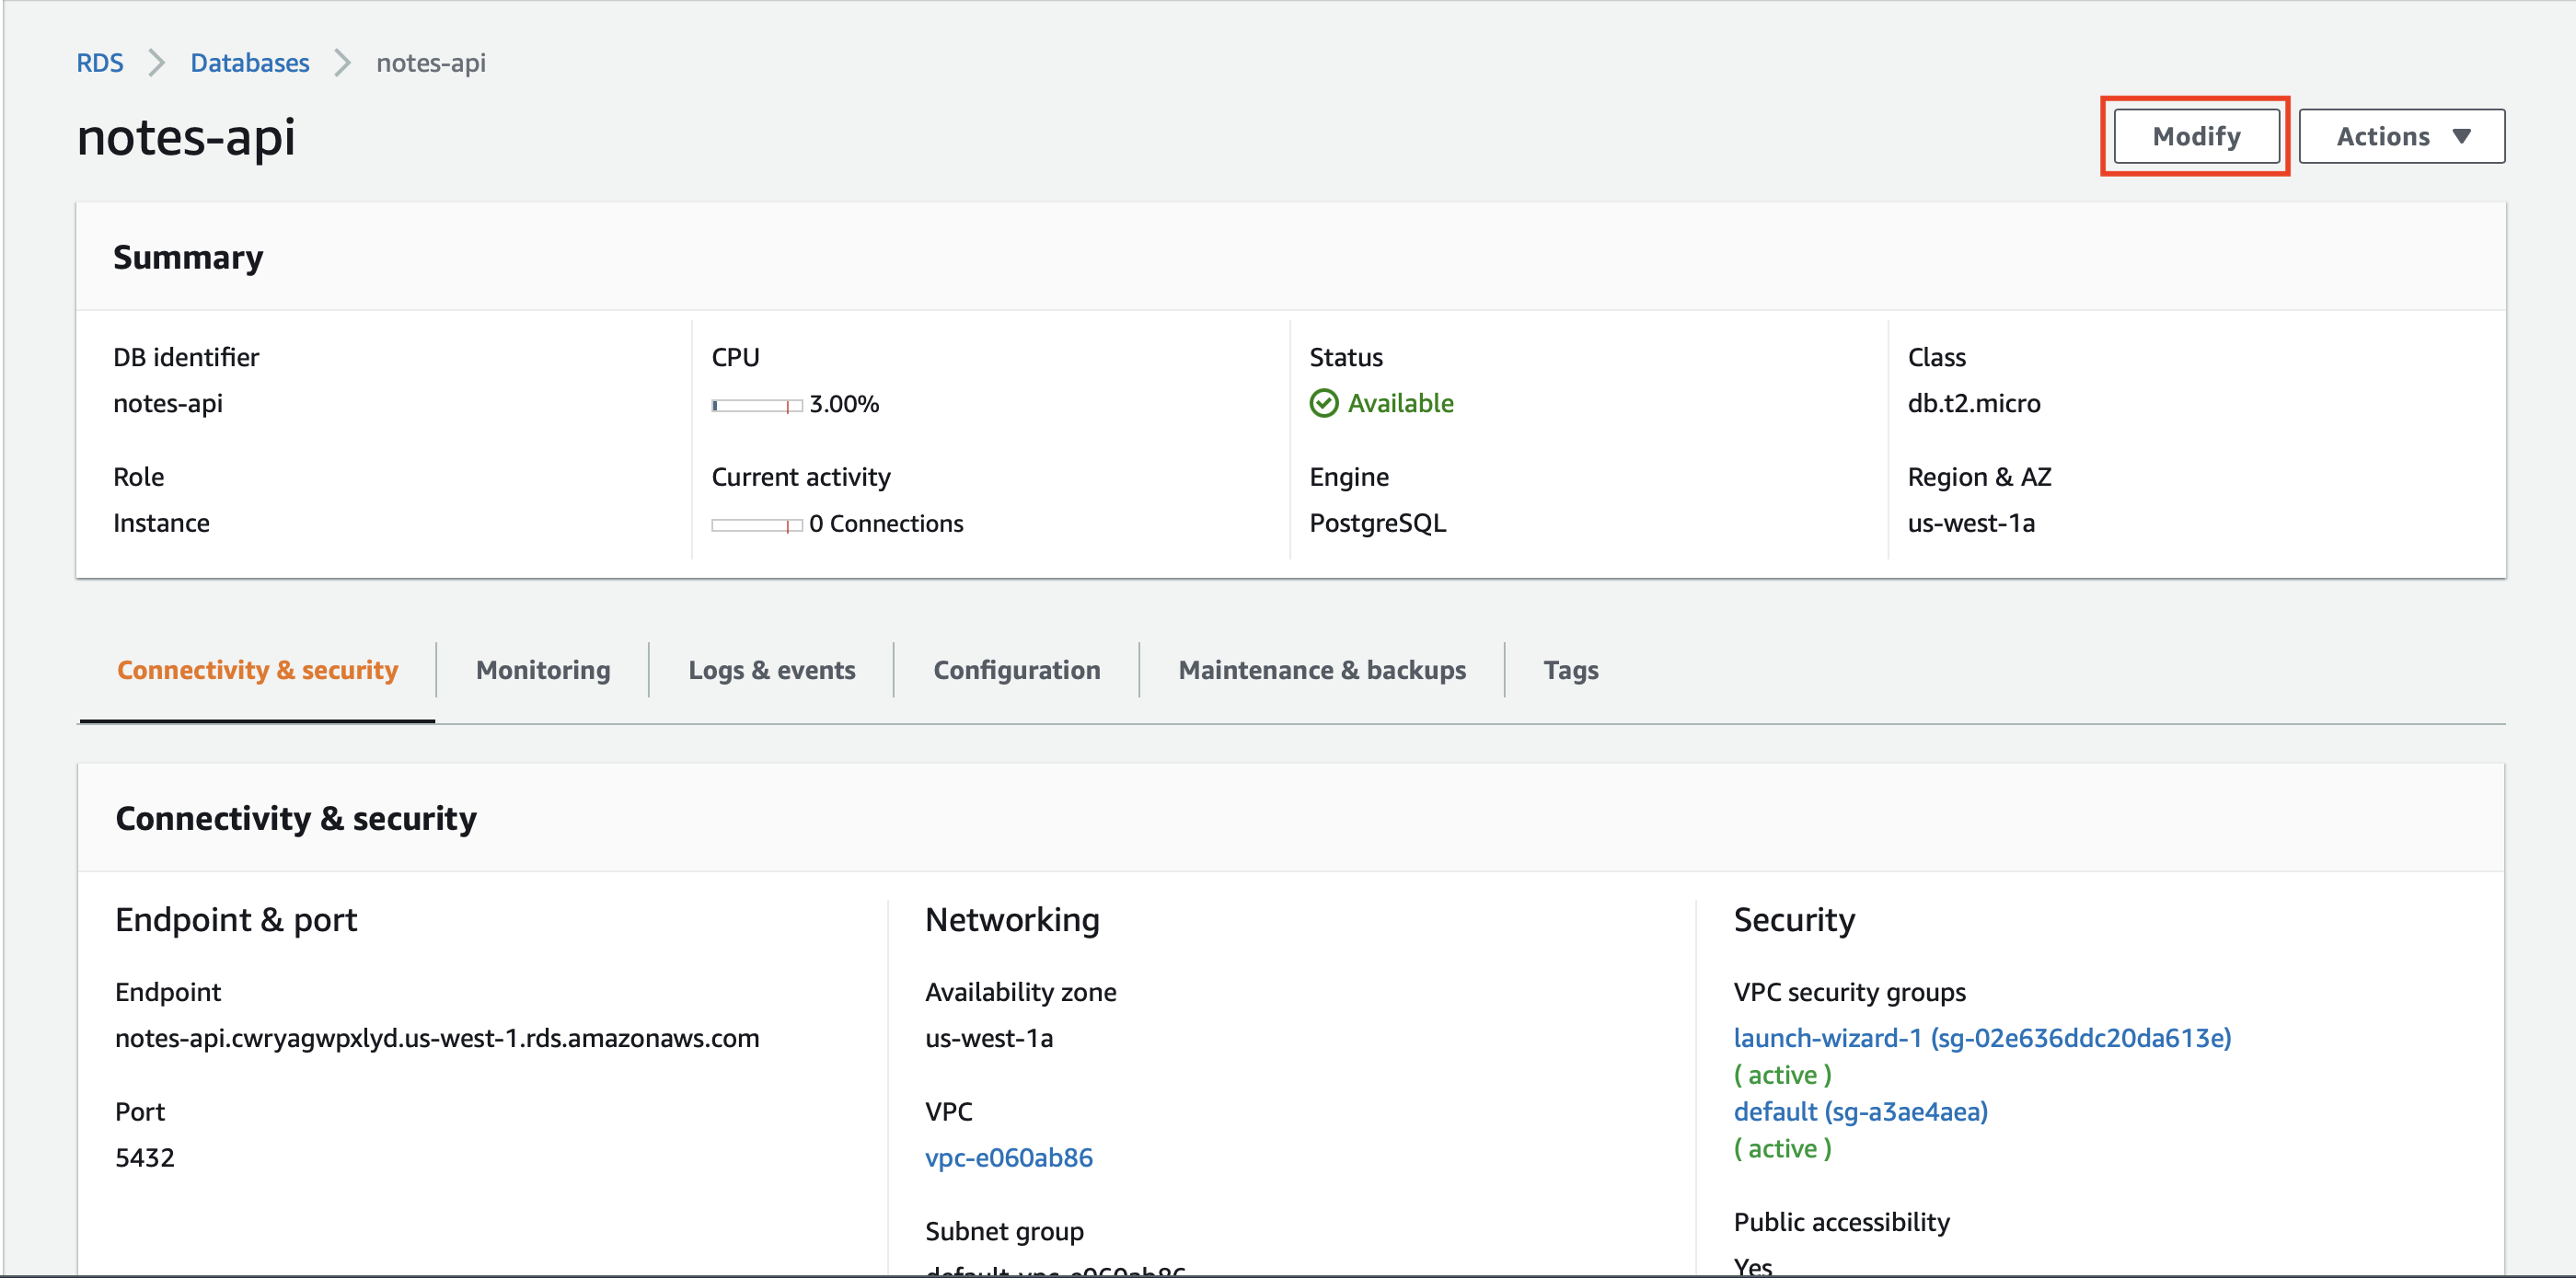 RDS > Databases > notes-api
notes-api
Modify
Actions
Summary
DB identifier
notes-api
CPU
3.00%
Status
Available
Class
db.t2.micro
Role
Instance
Current activity
0 Connections
Engine
PostgreSQL
Region & AZ
us-west-1a
Connectivity & security
Monitoring
Logs & events
Configuration
Maintenance & backups
Tags
Connectivity & security
Endpoint & port
Endpoint
notes-api.cwryagwpxlyd.us-west-1.rds.amazonaws.com
Port
5432
Networking
Availability zone
us-west-1a
VPC
vpc-e060ab86
Subnet group
default-vpc-e060ab86
Security
VPC security groups
launch-wizard-1 (sg-02e636ddc20da613e)
( active )
default (sg-a3ae4aea)
( active )
Public accessibility
Yes